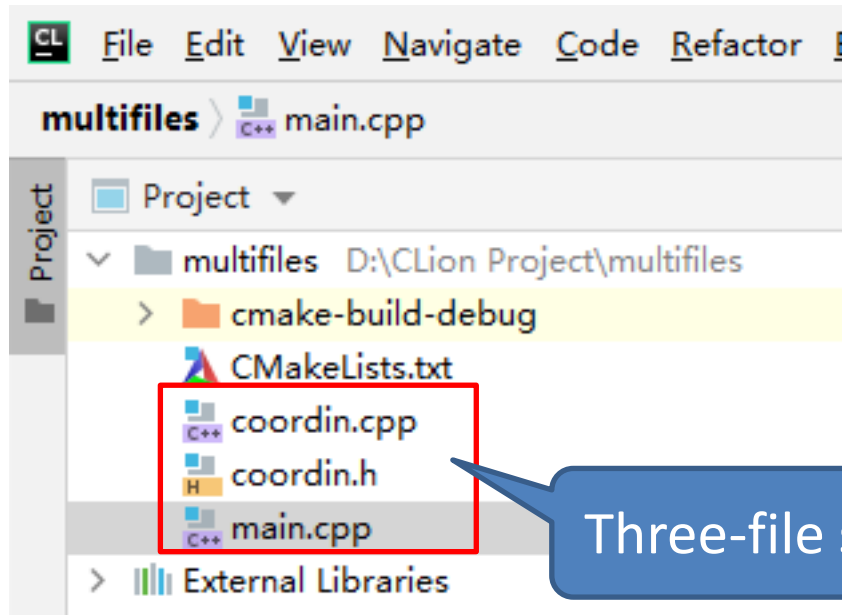 CL File Edit View Navigate Code Refactor
multifiles main.cpp
Project
Project
multifiles D:\CLion Project\multifiles
cmake-build-debug
CMakeLists.txt
C++ coordin.cpp
H coordin.h
C++ main.cpp
Three-file
External Libraries